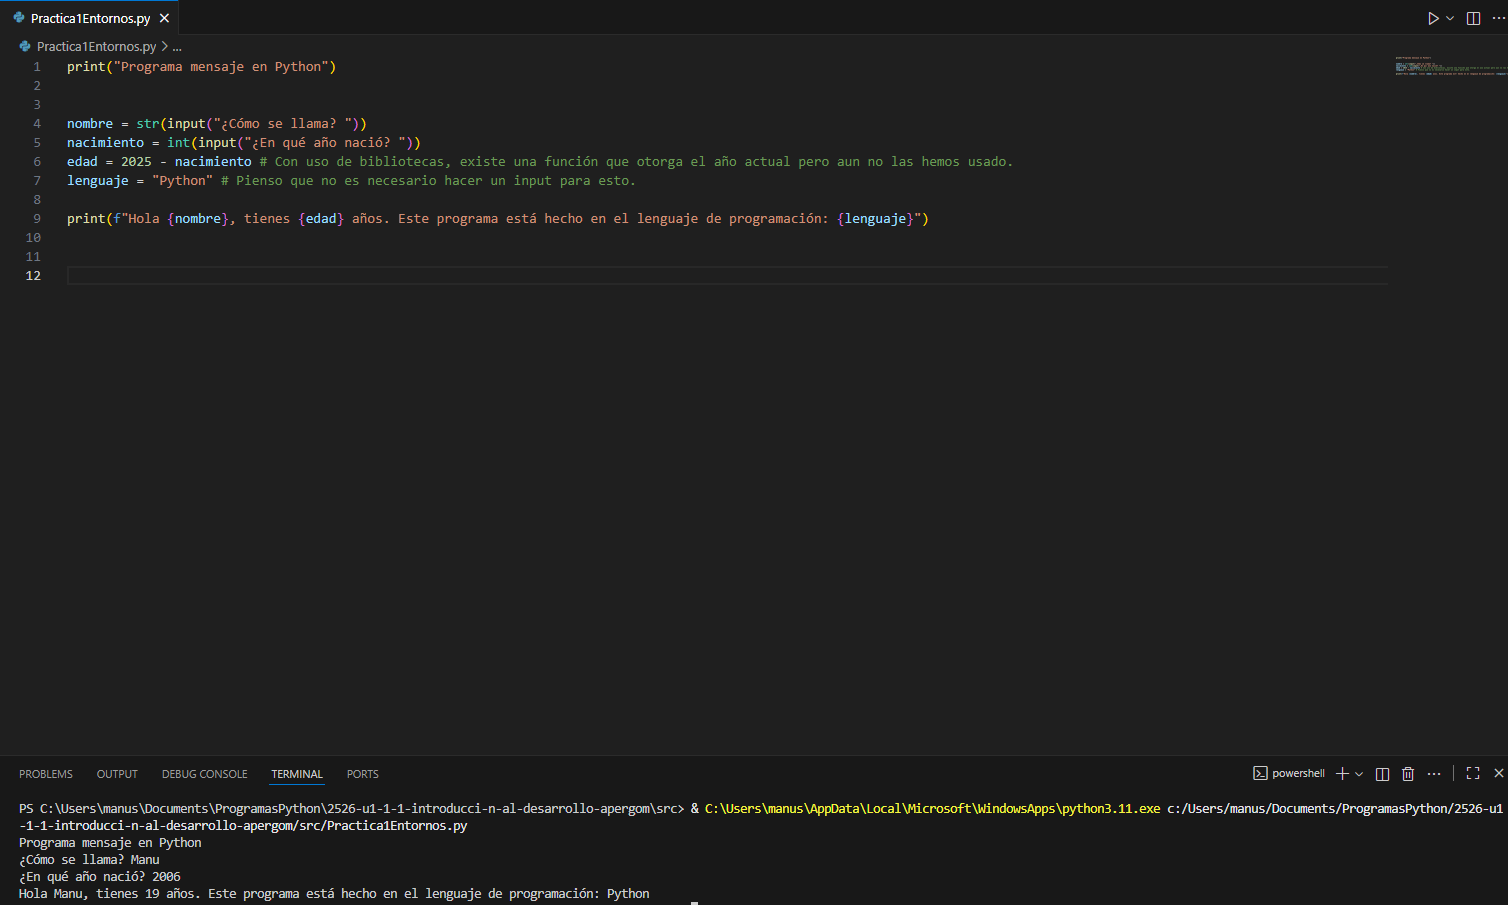 Practica1Entornos.py
Practica1Entornos.py > ...
1 print("Programa mensaje en Python")
2
3
4 nombre = str(input("¿Cómo se llama? "))
5 nacimiento = int(input("¿En qué año nació? "))
6 edad = 2025 - nacimiento # Con uso de bibliotecas, existe una función que otorga el año actual pero aun no las hemos usado.
7 lenguaje = "Python" # Pienso que no es necesario hacer un input para esto.
8
9 print(f"Hola {nombre}, tienes {edad} años. Este programa está hecho en el lenguaje de programación: {lenguaje}")
10
11
12
PROBLEMS OUTPUT DEBUG CONSOLE TERMINAL PORTS powershell
PS C:\Users\manus\Documents\ProgramasPython\2526-u1-1-1-introducci-n-al-desarrollo-apergom\src> & C:\Users\manus\AppData\Local\Microsoft\WindowsApps\python3.11.exe c:/Users/manus/Documents/ProgramasPython/2526-u1
-1-1-introducci-n-al-desarrollo-apergom/src/Practica1Entornos.py
Programa mensaje en Python
¿Cómo se llama? Manu
¿En qué año nació? 2006
Hola Manu, tienes 19 años. Este programa está hecho en el lenguaje de programación: Python